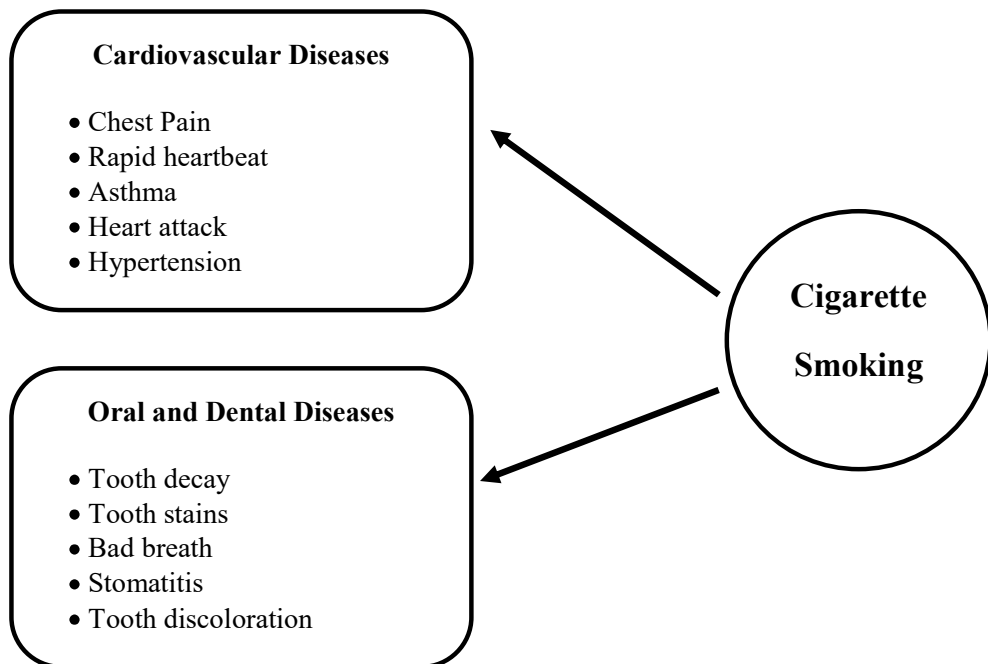 Cardiovascular Diseases
• Chest Pain
• Rapid heartbeat
• Asthma
• Heart attack
• Hypertension
Oral and Dental Diseases
• Tooth decay
• Tooth stains
• Bad breath
• Stomatitis
• Tooth discoloration
Cigarette
Smoking